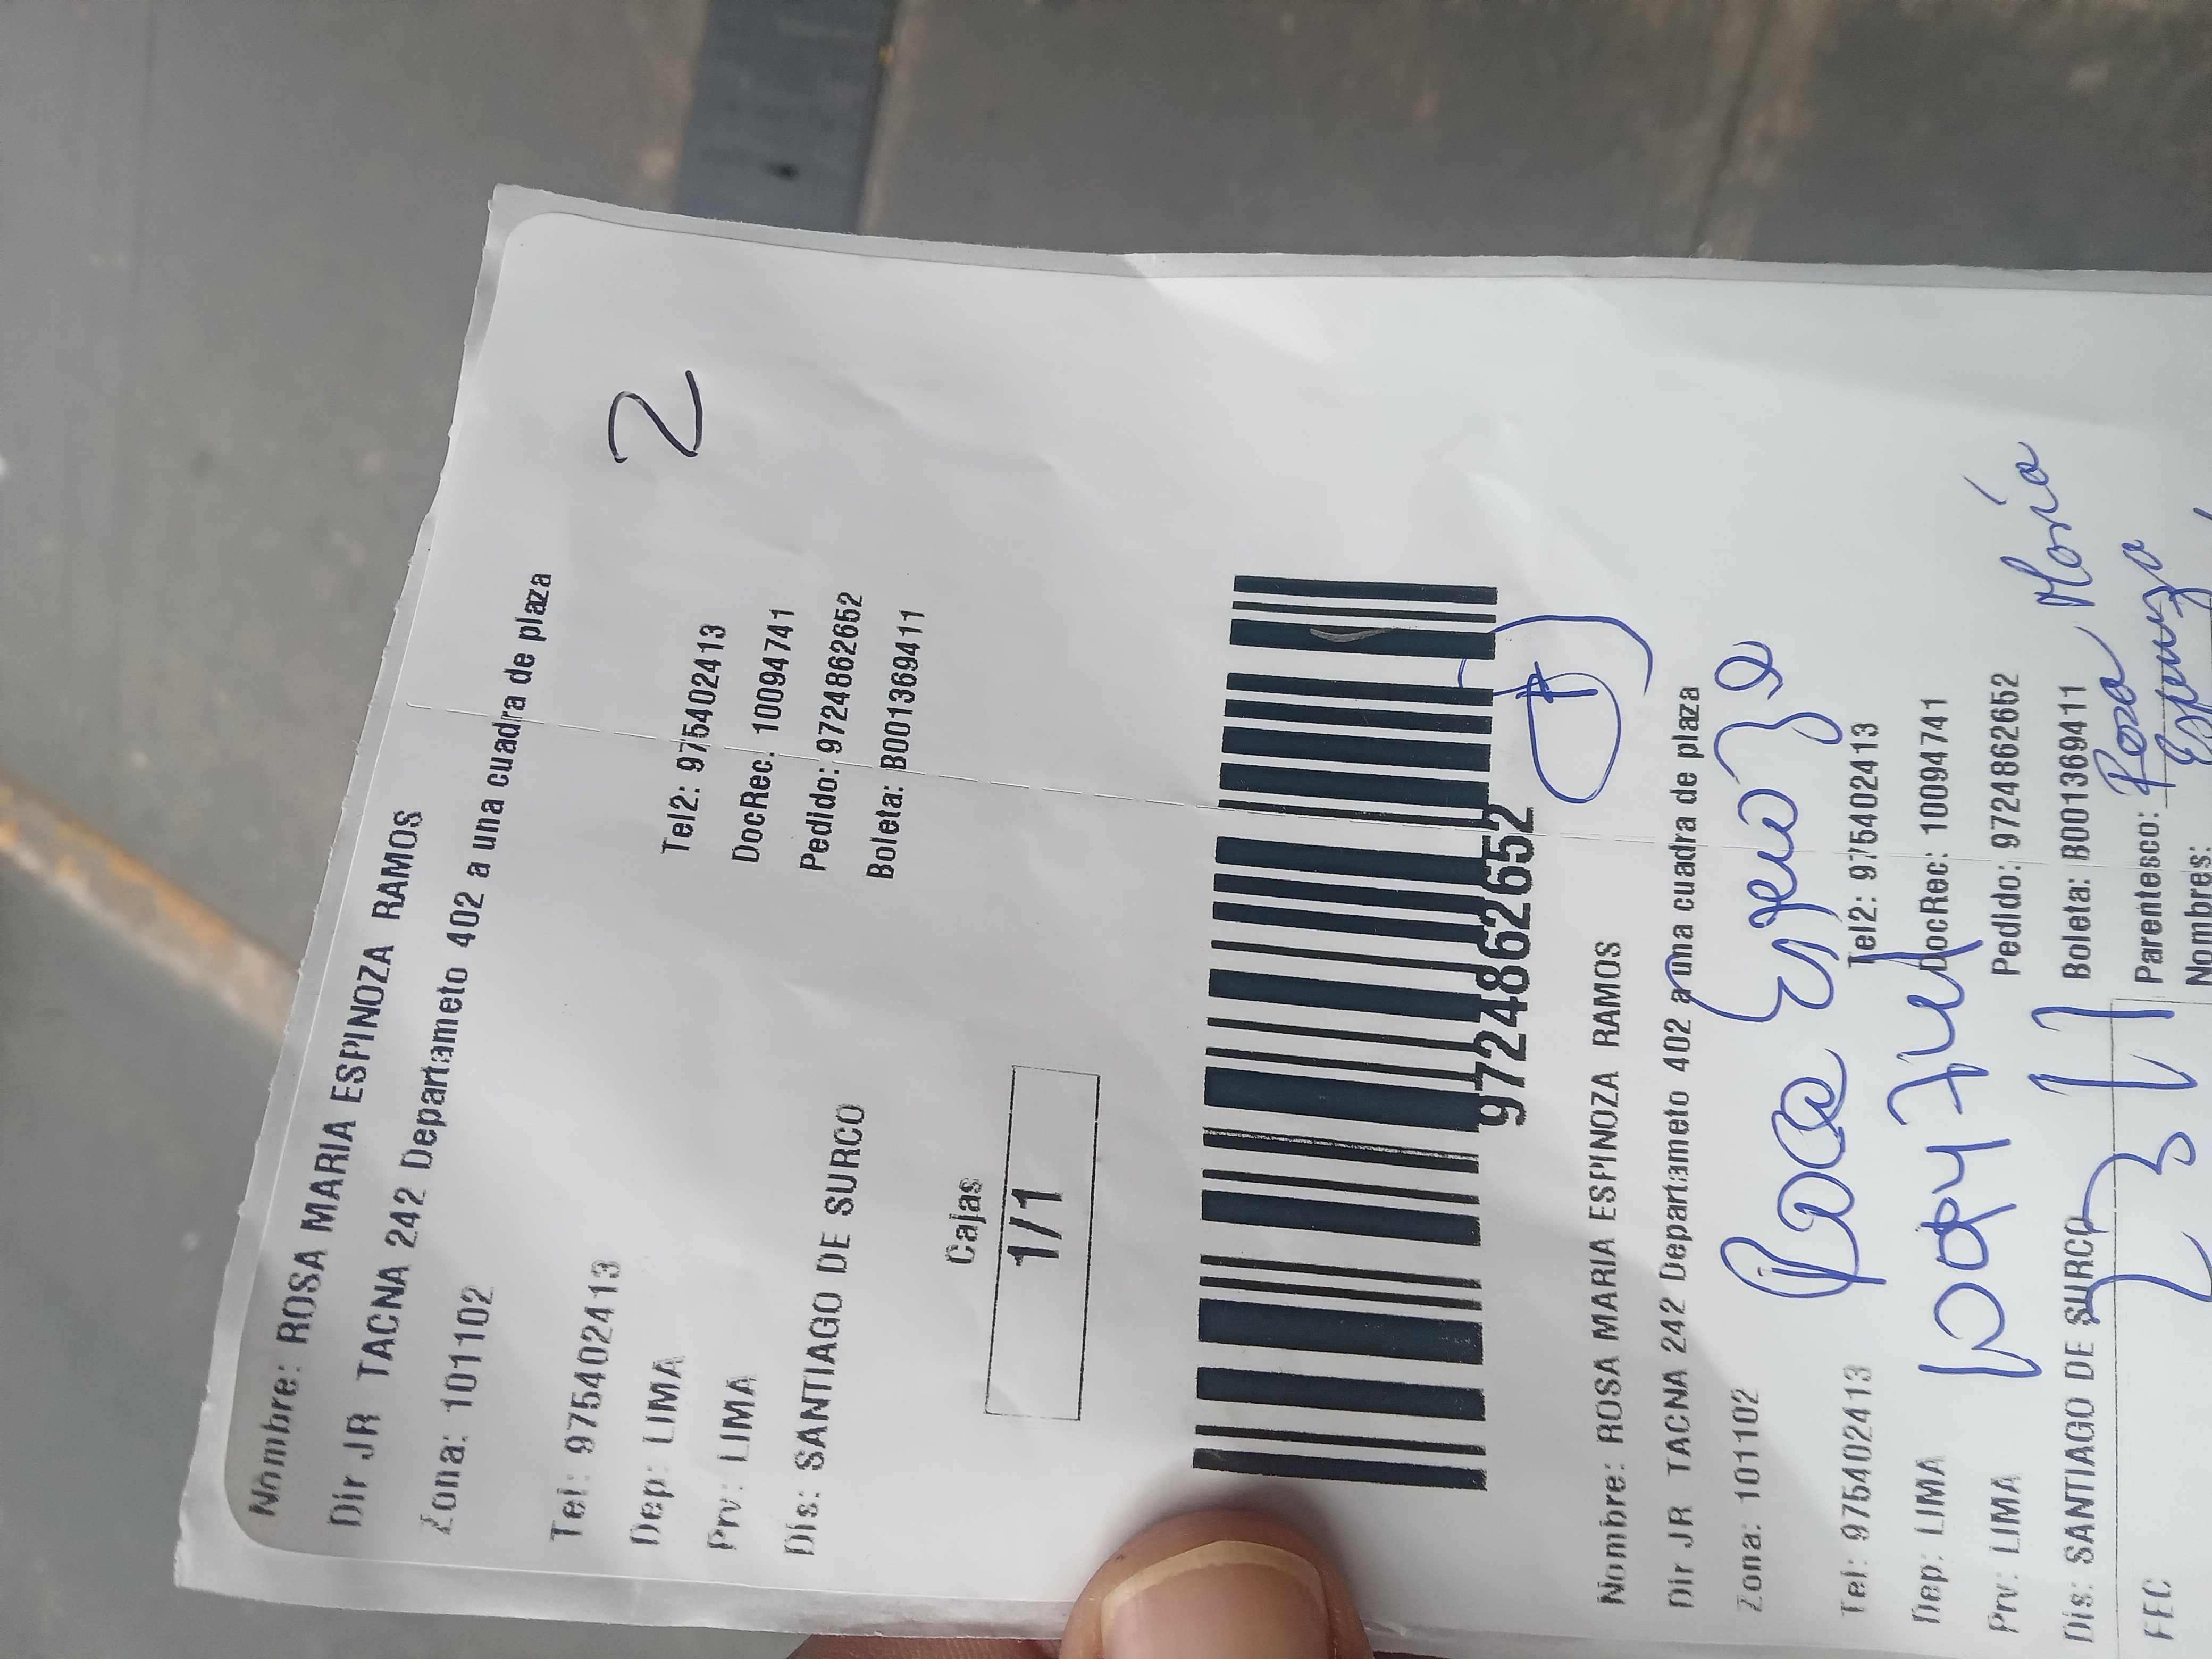 Nombre: ROSA MARIA ESPINOZA RAMOS
Dir JR TACNA 242 Departameto 402 a una cuadra de plaza
Zona: 101102
2
Tel: 975402413 Tel2: 975402413
Dep: LIMA DocRec: 10094741
Prv: LIMA Pedido: 9724862652
Dis: SANTIAGO DE SURCO Boleta: B001369411
Cajas
1/1
9724862652
Nombre: ROSA MARIA ESPINOZA RAMOS
Dir JR TACNA 242 Departameto 402 a una cuadra de plaza
Zona: 101102
Rosa Espinoza
Tel: 975402413 Tel2: 975402413
Dep: LIMA DocRec: 10094741
Prv: LIMA Pedido: 9724862652
Dis: SANTIAGO DE SURCO Boleta: B001369411
FEC Parentesco: Rosa María
Nombres: Espinoza